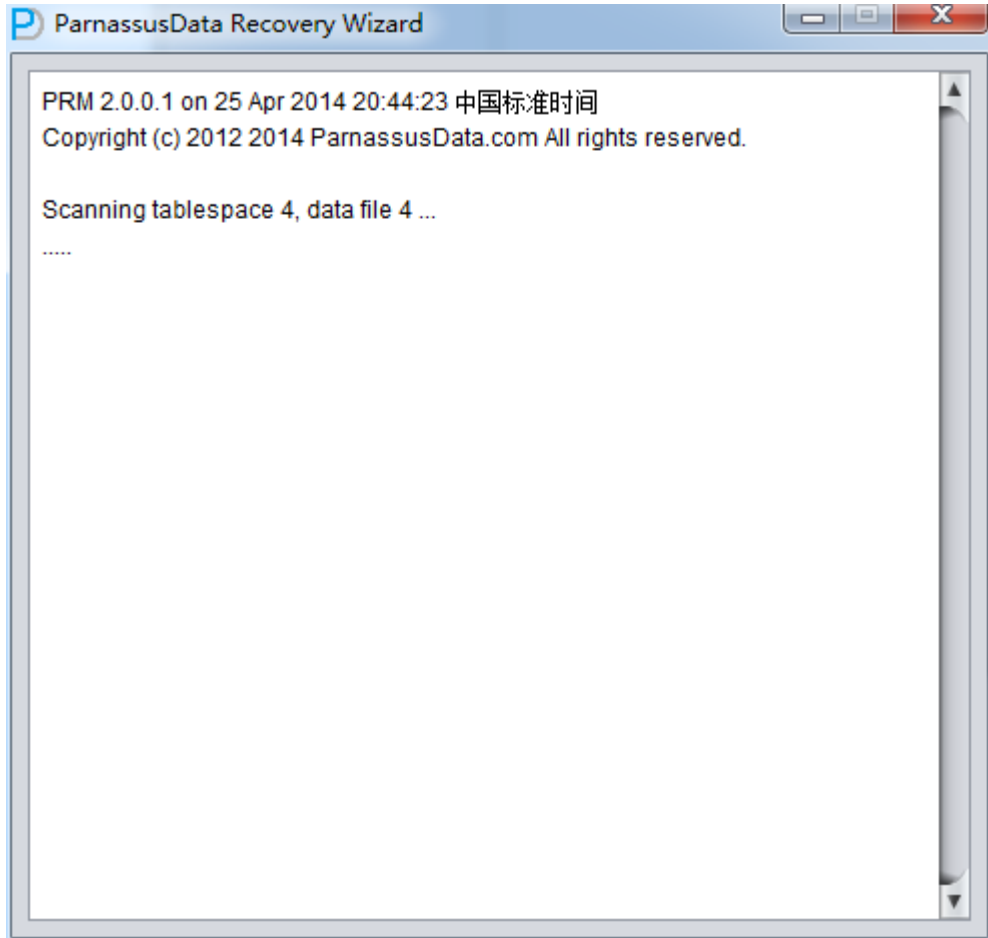 ParnassusData Recovery Wizard
PRM 2.0.0.1 on 25 Apr 2014 20:44:23 中国标准时间
Copyright (c) 2012 2014 ParnassusData.com All rights reserved.
Scanning tablespace 4, data file 4 ...
.....